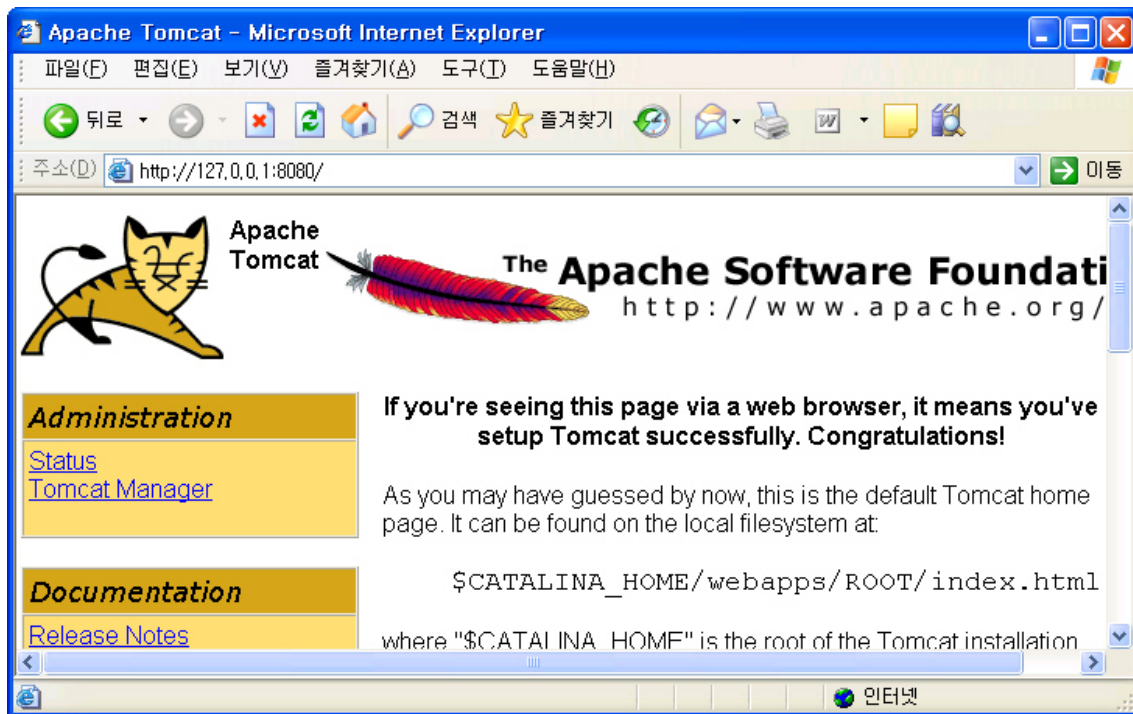 Apache Tomcat - Microsoft Internet Explorer
파일(F) 편집(E) 보기(V) 즐겨찾기(A) 도구(T) 도움말(H)
뒤로 검색 즐겨찾기 W
주소(D) http://127.0.0.1:8080/ 이동
Apache
Tomcat
The Apache Software Foundati
http://www.apache.org/
Administration
Status
Tomcat Manager
Documentation
Release Notes
If you're seeing this page via a web browser, it means you've
setup Tomcat successfully. Congratulations!
As you may have guessed by now, this is the default Tomcat home
page. It can be found on the local filesystem at:
$CATALINA_HOME/webapps/ROOT/index.html
where "$CATALINA_HOME" is the root of the Tomcat installation
인터넷